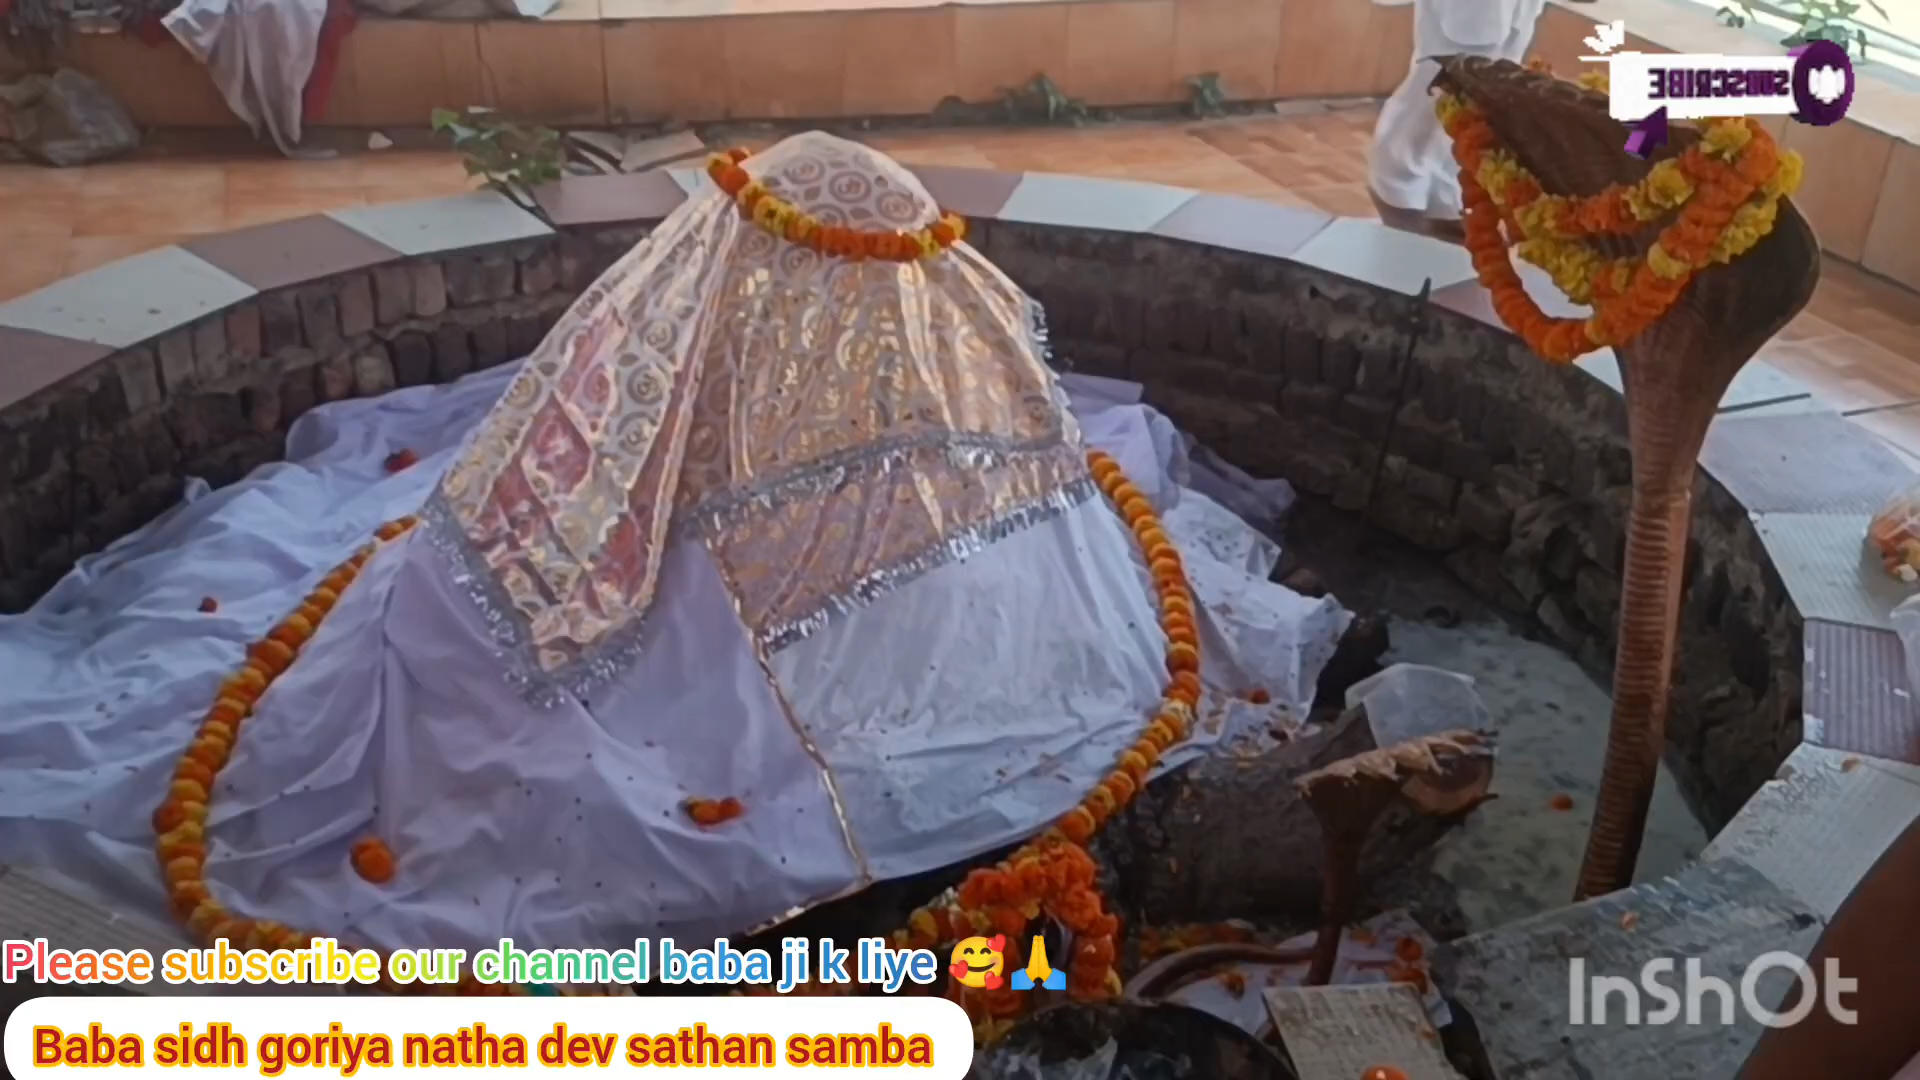 SUBSCRIBE
Please subscribe our channel baba ji k liye 🥰🙏
Baba sidh goriya natha dev sathan samba
InShOt